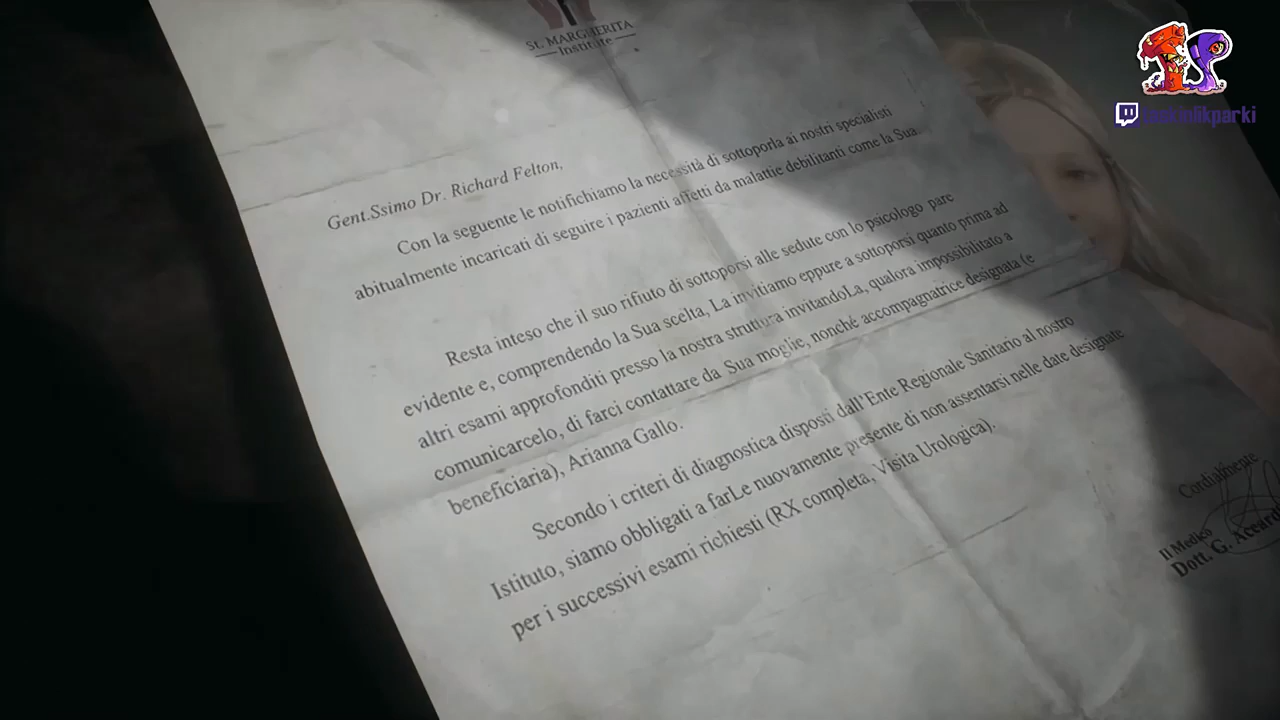 St. MARGHERITA
Institute
Gent.Ssimo Dr. Richard Felton,
Con la seguente le notifichiamo la necessità di sottoporla ai nostri specialisti
abitualmente incaricati di seguire i pazienti affetti da malattie debilitanti come la Sua.
Resta inteso che il suo rifiuto di sottoporsi alle sedute con lo psicologo pare
evidente e, comprendendo la Sua scelta, La invitiamo eppure a sottoporsi quanto prima ad
altri esami approfonditi presso la nostra struttura invitandoLa, qualora impossibilitato a
comunicarcelo, di farci contattare da Sua moglie, nonché accompagnatrice designata (e
beneficiaria), Arianna Gallo.
Secondo i criteri di diagnostica disposti dall'Ente Regionale Sanitario al nostro
Istituto, siamo obbligati a farLe nuovamente presente di non assentarsi nelle date designate
per i successivi esami richiesti (RX completa, Visita Urologica).
Cordialmente
Il Medico
Dott. G.